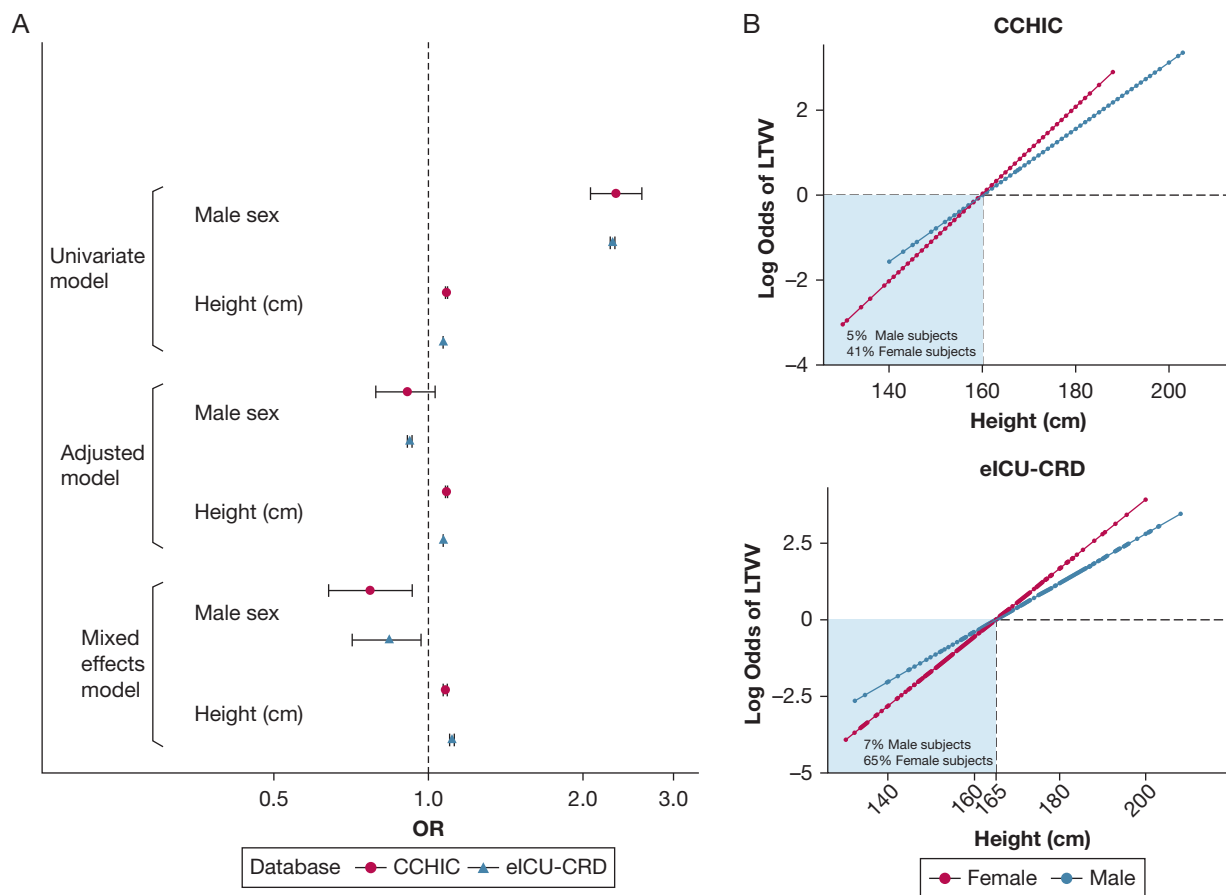 A
Univariate
model
Male sex
Height (cm)
Adjusted
model
Male sex
Height (cm)
Mixed
effects
model
Male sex
Height (cm)
0.5 1.0 2.0 3.0
OR
Database CCHIC eICU-CRD
B
CCHIC
Log Odds of LTVV
2
0
−2
−4
5% Male subjects
41% Female subjects
140 160 180 200
Height (cm)
eICU-CRD
Log Odds of LTVV
2.5
0
−2.5
−5
7% Male subjects
65% Female subjects
140 160 165 180 200
Height (cm)
Female Male